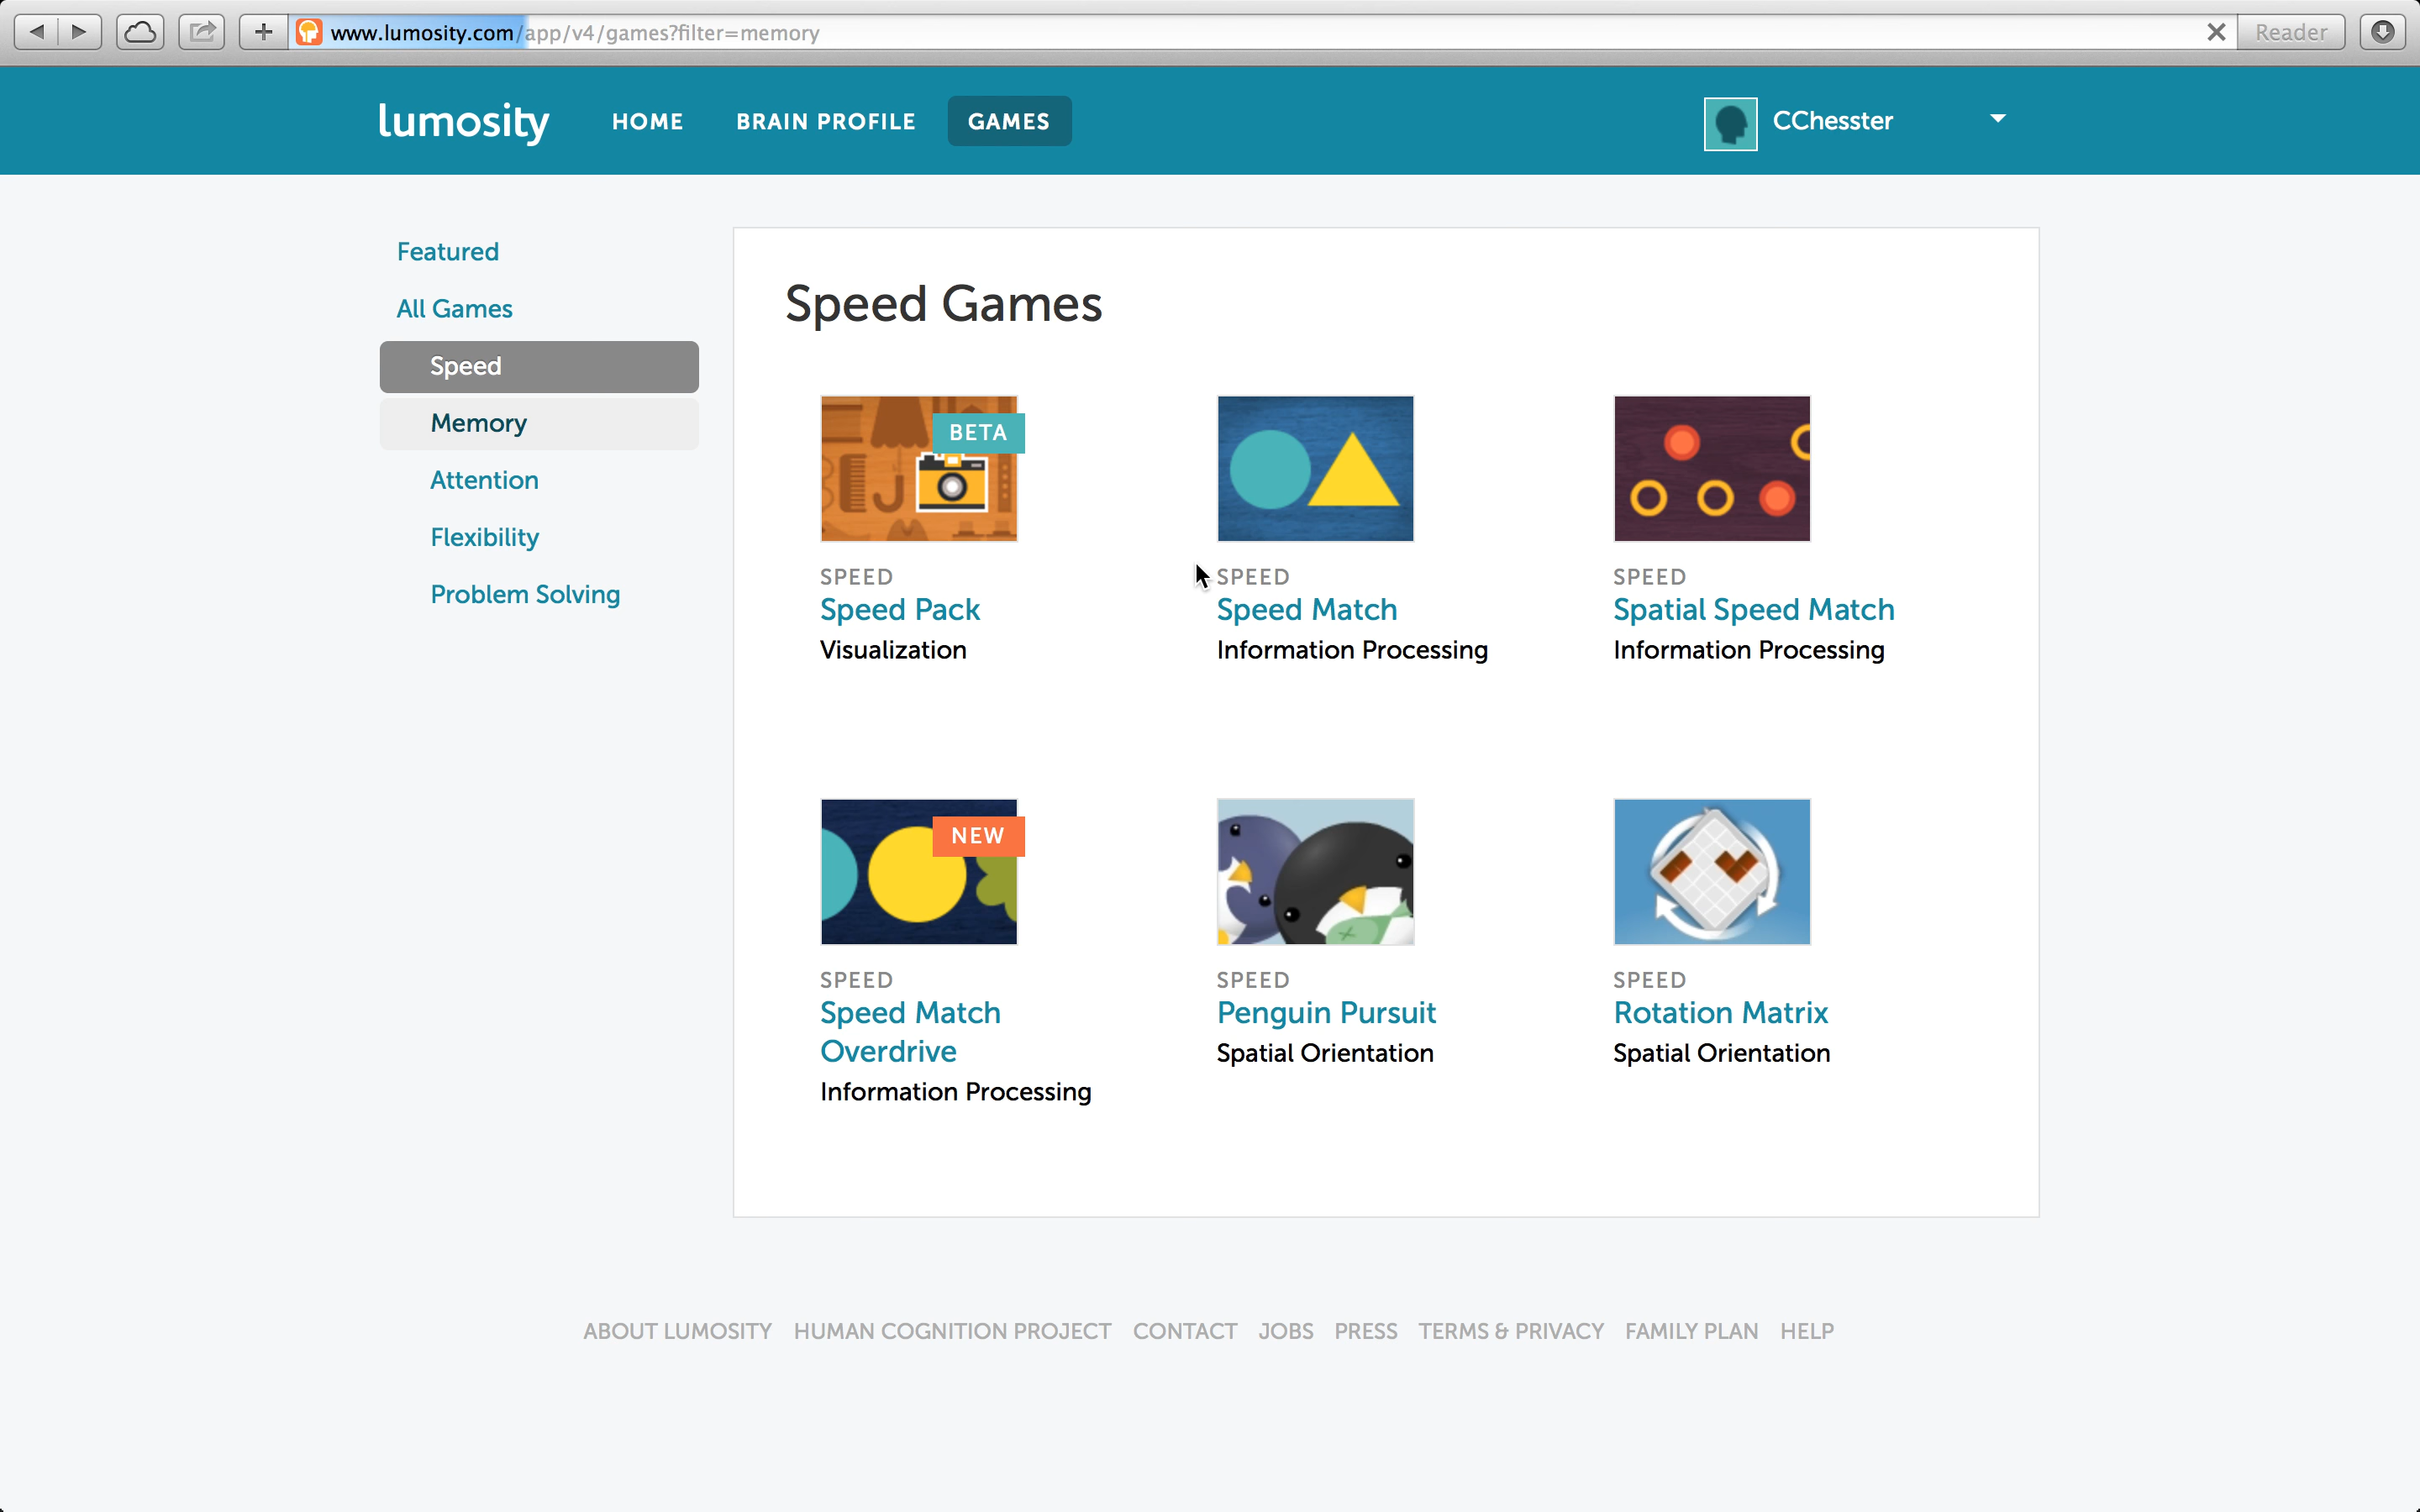 www.lumosity.com/app/v4/games?filter=memory
Reader
lumosity
HOME
BRAIN PROFILE
GAMES
CChesster
Featured
All Games
Speed
Memory
Attention
Flexibility
Problem Solving
Speed Games
BETA
SPEED
Speed Pack
Visualization
SPEED
Speed Match
Information Processing
SPEED
Spatial Speed Match
Information Processing
NEW
SPEED
Speed Match
Overdrive
Information Processing
SPEED
Penguin Pursuit
Spatial Orientation
SPEED
Rotation Matrix
Spatial Orientation
ABOUT LUMOSITY HUMAN COGNITION PROJECT CONTACT JOBS PRESS TERMS & PRIVACY FAMILY PLAN HELP